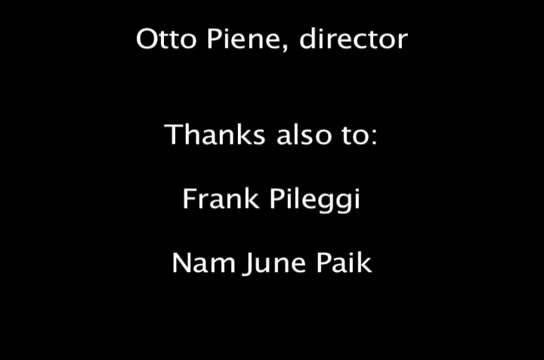 Otto Piene, director
Thanks also to:
Frank Pileggi
Nam June Paik